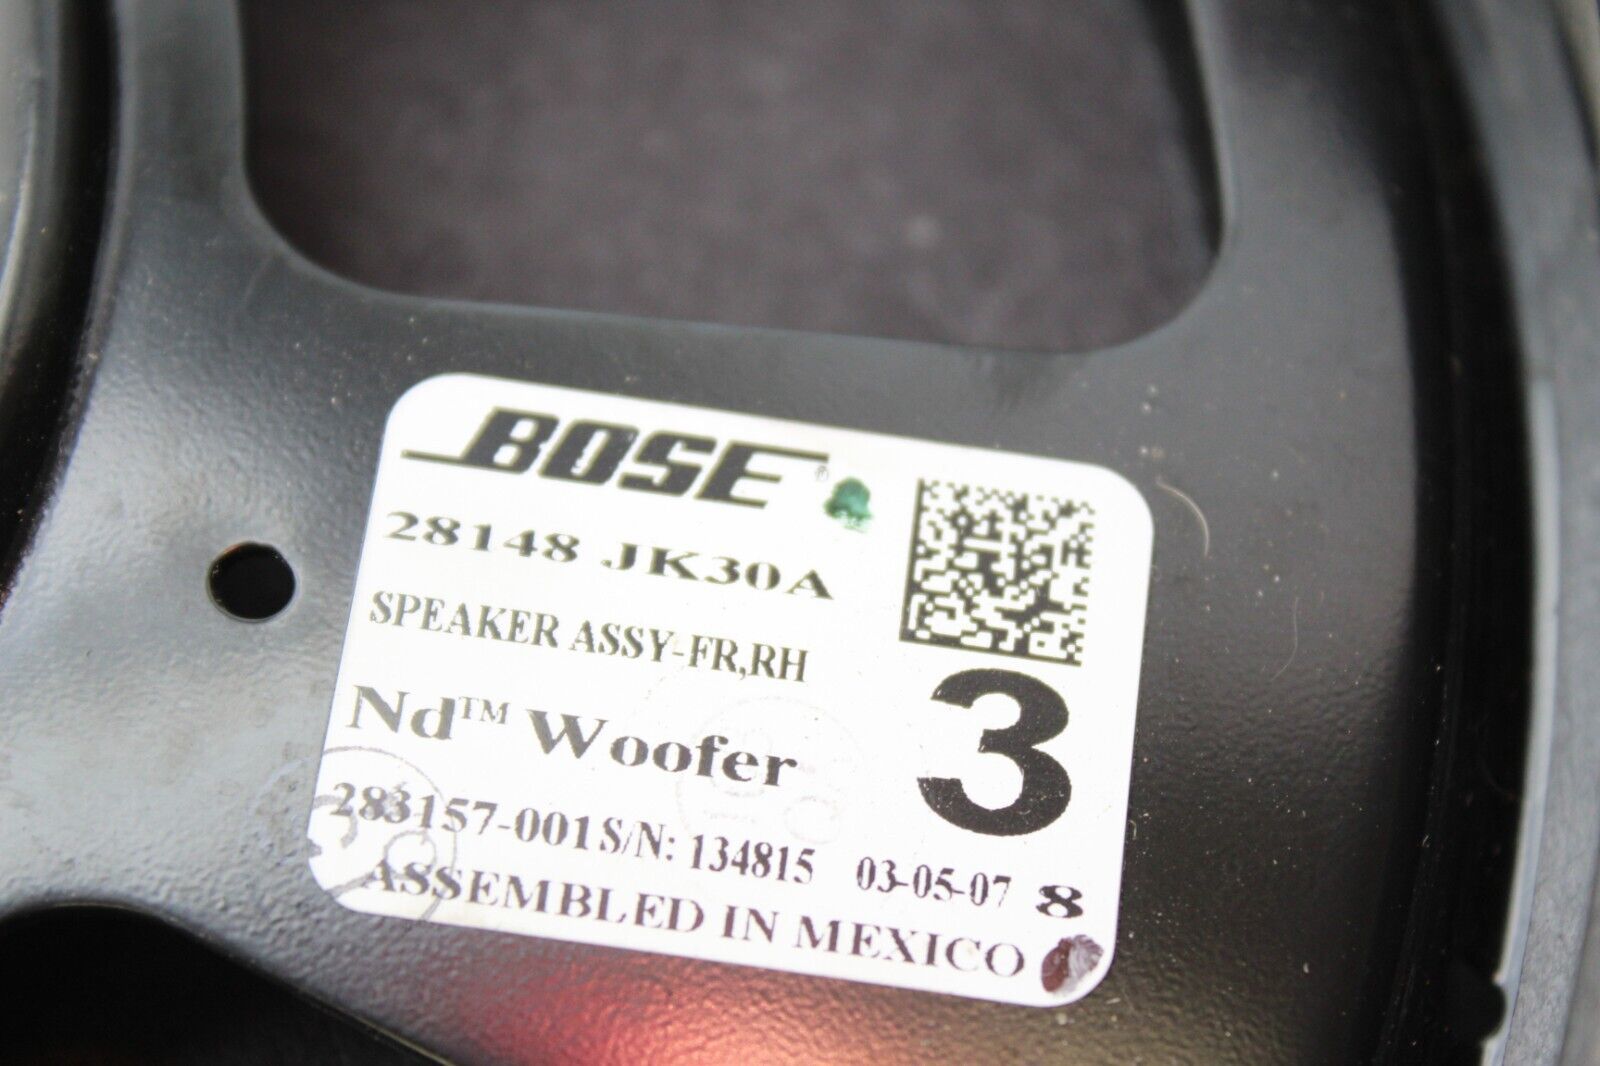 BOSE®
28148 JK30A
SPEAKER ASSY-FR,RH
Nd™ Woofer
3
283157-001 S/N: 134815 03-05-07 8
ASSEMBLED IN MEXICO